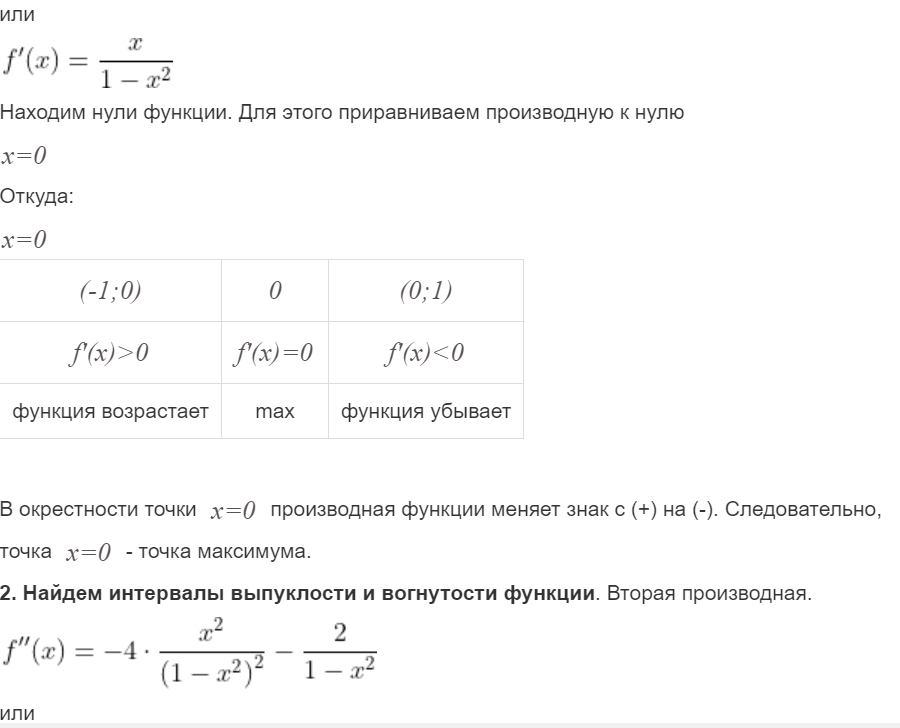 или
f′(x) = x / (1 − x²)
Находим нули функции. Для этого приравниваем производную к нулю
x=0
Откуда:
x=0
(-1;0) 0 (0;1)
f'(x)>0 f'(x)=0 f'(x)<0
функция возрастает max функция убывает
В окрестности точки x=0 производная функции меняет знак с (+) на (-). Следовательно,
точка x=0 - точка максимума.
2. Найдем интервалы выпуклости и вогнутости функции. Вторая производная.
f″(x) = −4 · x² / (1 − x²)² − 2 / (1 − x²)
или